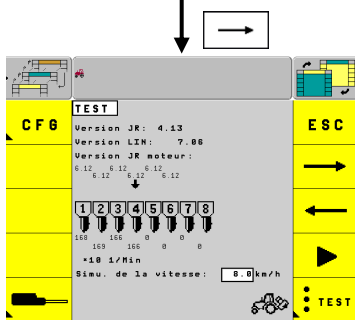 TEST
CFG
ESC
Version JR: 4.13
Version LIN: 7.06
Version JR moteur:
6.12 6.12 6.12
6.12 6.12 6.12
1 2 3 4 5 6 7 8
168 166 0 0
169 166 0 0
*10 1/Min
Simu. de la vitesse: 8.0 km/h
TEST